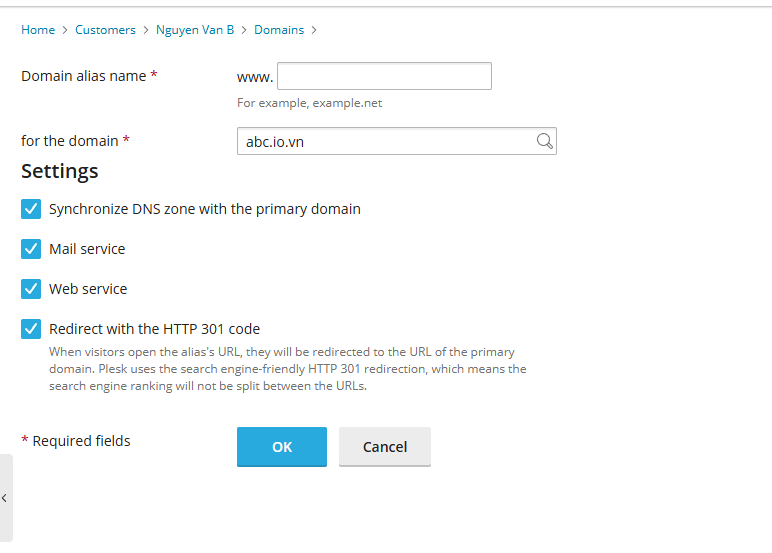 Home > Customers > Nguyen Van B > Domains >
Domain alias name * www.
For example, example.net
for the domain * abc.io.vn
Settings
Synchronize DNS zone with the primary domain
Mail service
Web service
Redirect with the HTTP 301 code
When visitors open the alias's URL, they will be redirected to the URL of the primary
domain. Plesk uses the search engine-friendly HTTP 301 redirection, which means the
search engine ranking will not be split between the URLs.
* Required fields OK Cancel